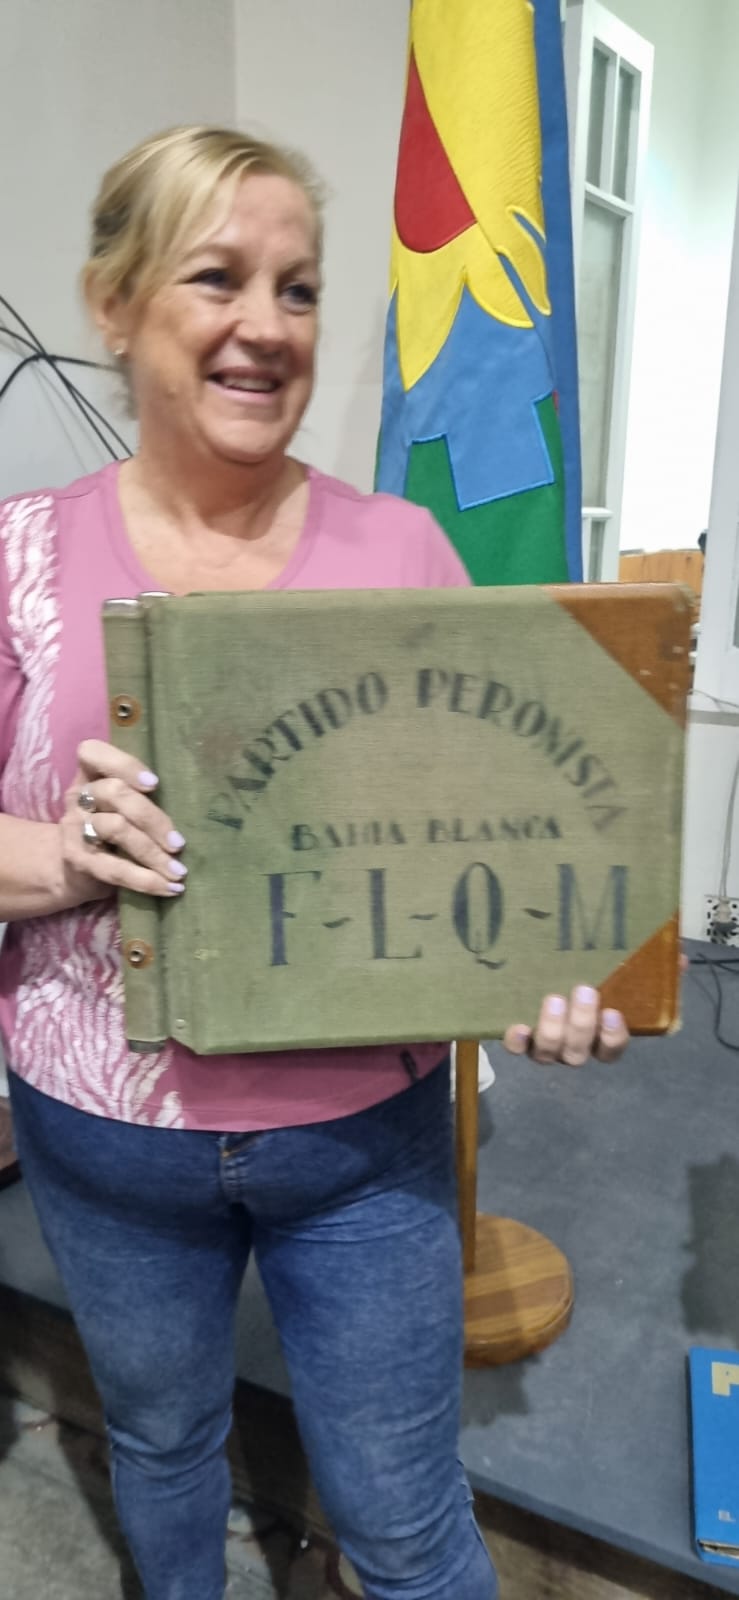 PARTIDO PERONISTA
BAHIA BLANCA
F-L-Q-M
P